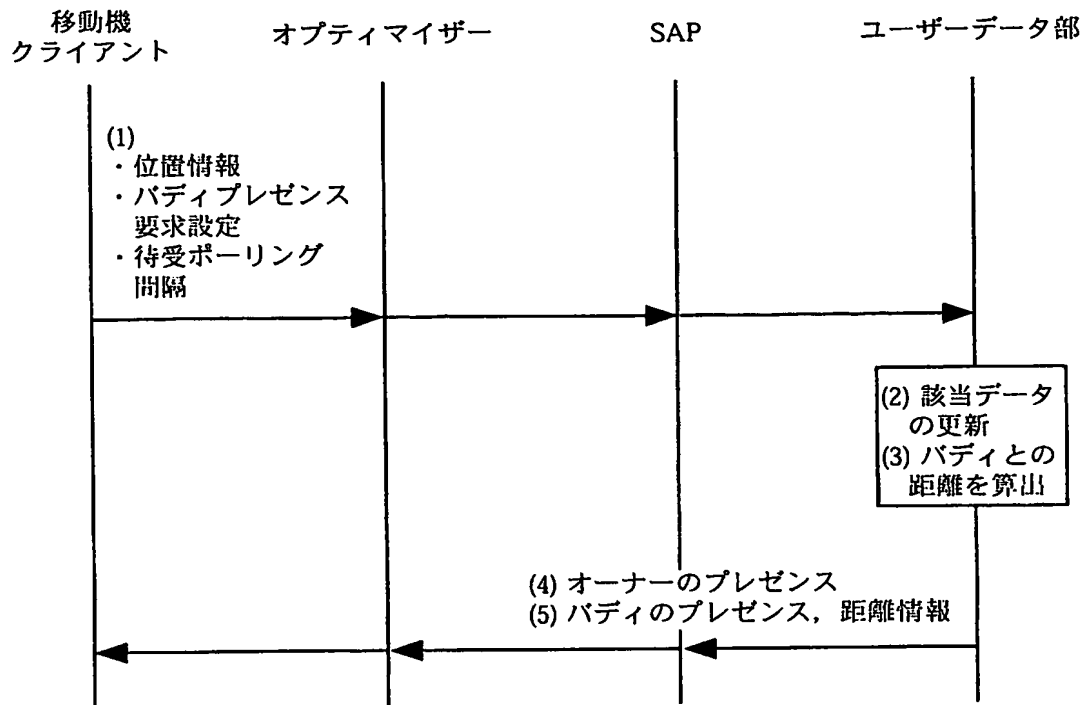 移動機
クライアント
オプティマイザー
SAP
ユーザーデータ部
(1)
・位置情報
・バディプレゼンス
要求設定
・待受ポーリング
間隔
(2) 該当データ
の更新
(3) バディとの
距離を算出
(4) オーナーのプレゼンス
(5) バディのプレゼンス，距離情報